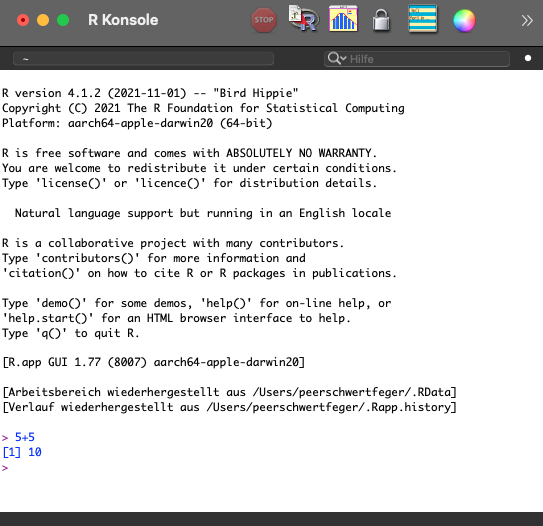 R Konsole
STOP
R
~
Hilfe
R version 4.1.2 (2021-11-01) -- "Bird Hippie"
Copyright (C) 2021 The R Foundation for Statistical Computing
Platform: aarch64-apple-darwin20 (64-bit)
R is free software and comes with ABSOLUTELY NO WARRANTY.
You are welcome to redistribute it under certain conditions.
Type 'license()' or 'licence()' for distribution details.
Natural language support but running in an English locale
R is a collaborative project with many contributors.
Type 'contributors()' for more information and
'citation()' on how to cite R or R packages in publications.
Type 'demo()' for some demos, 'help()' for on-line help, or
'help.start()' for an HTML browser interface to help.
Type 'q()' to quit R.
[R.app GUI 1.77 (8007) aarch64-apple-darwin20]
[Arbeitsbereich wiederhergestellt aus /Users/peerschwertfeger/.RData]
[Verlauf wiederhergestellt aus /Users/peerschwertfeger/.Rapp.history]
> 5+5
[1] 10
>